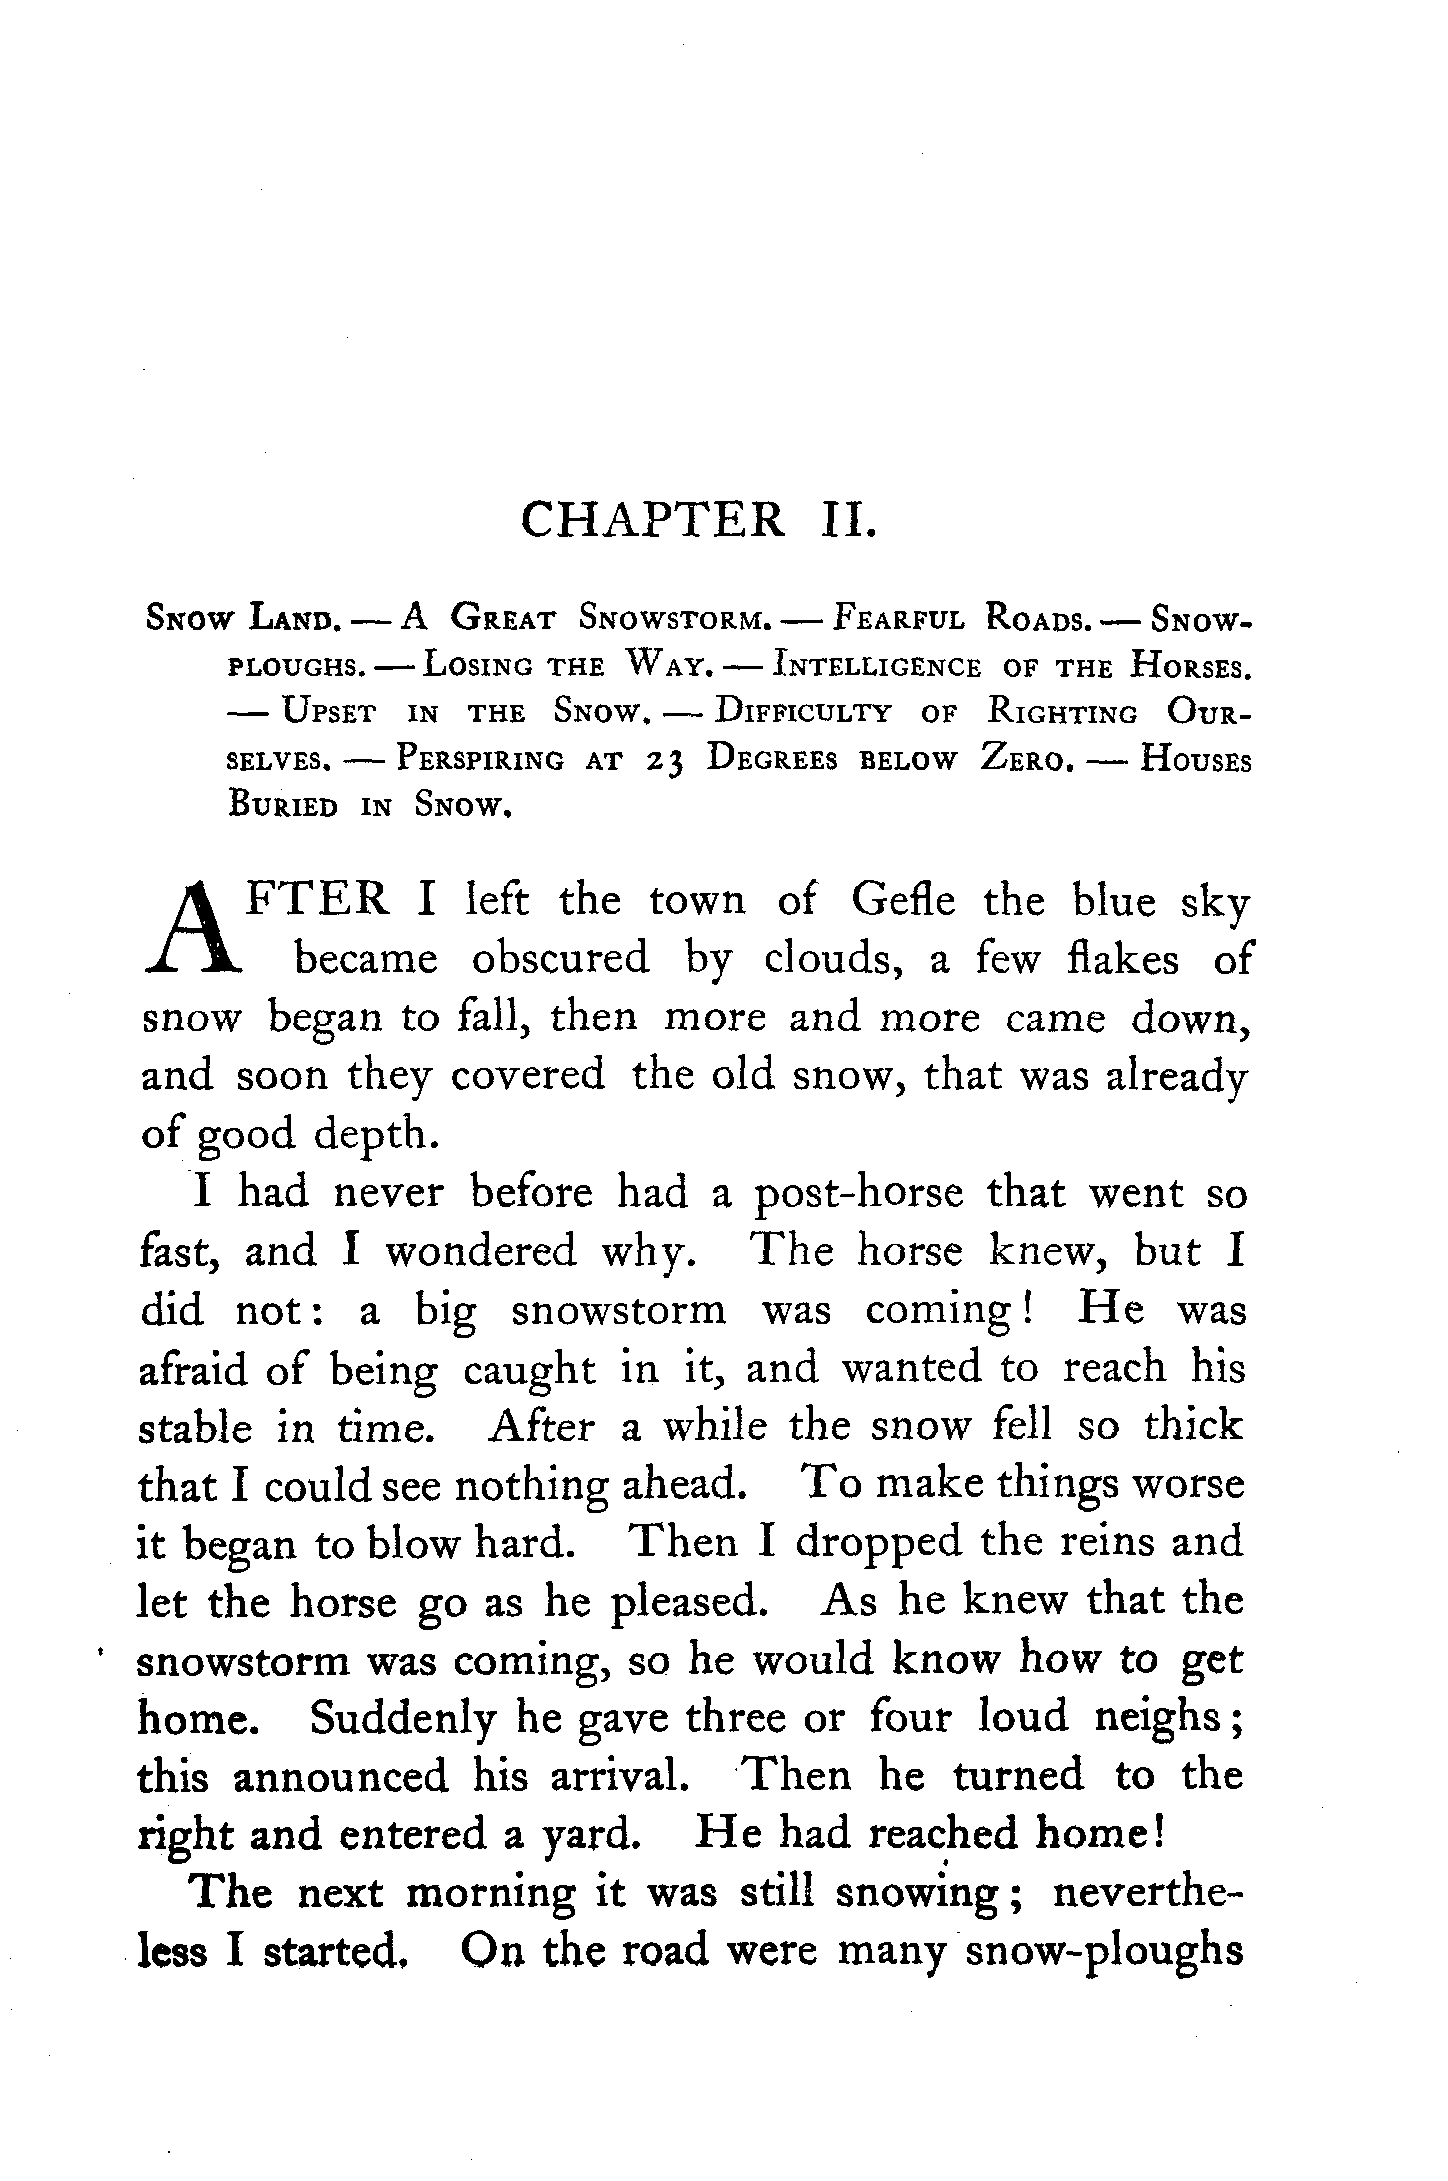 CHAPTER II.
Snow Land. — A Great Snowstorm. — Fearful Roads. — Snow-
ploughs. — Losing the Way. — Intelligence of the Horses.
— Upset in the Snow. — Difficulty of Righting Our-
selves. — Perspiring at 23 Degrees below Zero. — Houses
Buried in Snow.
AFTER I left the town of Gefle the blue sky
became obscured by clouds, a few flakes of
snow began to fall, then more and more came down,
and soon they covered the old snow, that was already
of good depth.
I had never before had a post-horse that went so
fast, and I wondered why. The horse knew, but I
did not: a big snowstorm was coming! He was
afraid of being caught in it, and wanted to reach his
stable in time. After a while the snow fell so thick
that I could see nothing ahead. To make things worse
it began to blow hard. Then I dropped the reins and
let the horse go as he pleased. As he knew that the
snowstorm was coming, so he would know how to get
home. Suddenly he gave three or four loud neighs;
this announced his arrival. Then he turned to the
right and entered a yard. He had reached home!
The next morning it was still snowing; neverthe-
less I started. On the road were many snow-ploughs